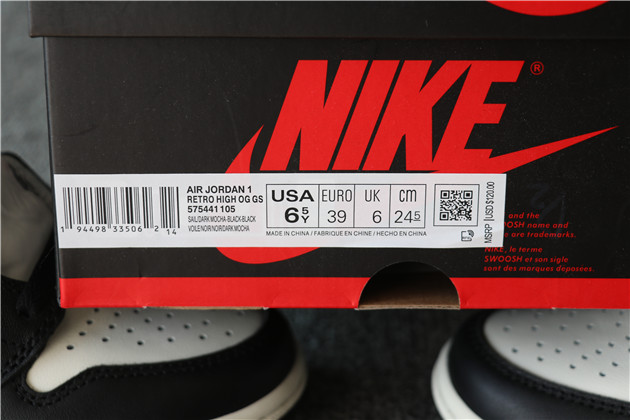 NIKE®
AIR JORDAN 1
RETRO HIGH OG GS
575441 105
SAIL/DARK MOCHA-BLACK-BLACK
VOILE/NOIR/NOIR/DARK MOCHA
1 94498 33506 2 14
USA
6.5Y
EURO
39
UK
6
cm
24.5
MADE IN CHINA / FABRIQUE EN CHINE / HECHO EN CHINA
MSRP (USD $120.00
and the
SWOOSH name and
are trademarks.
NIKE, le terme
SWOOSH et son sigle
sont des marques déposées.